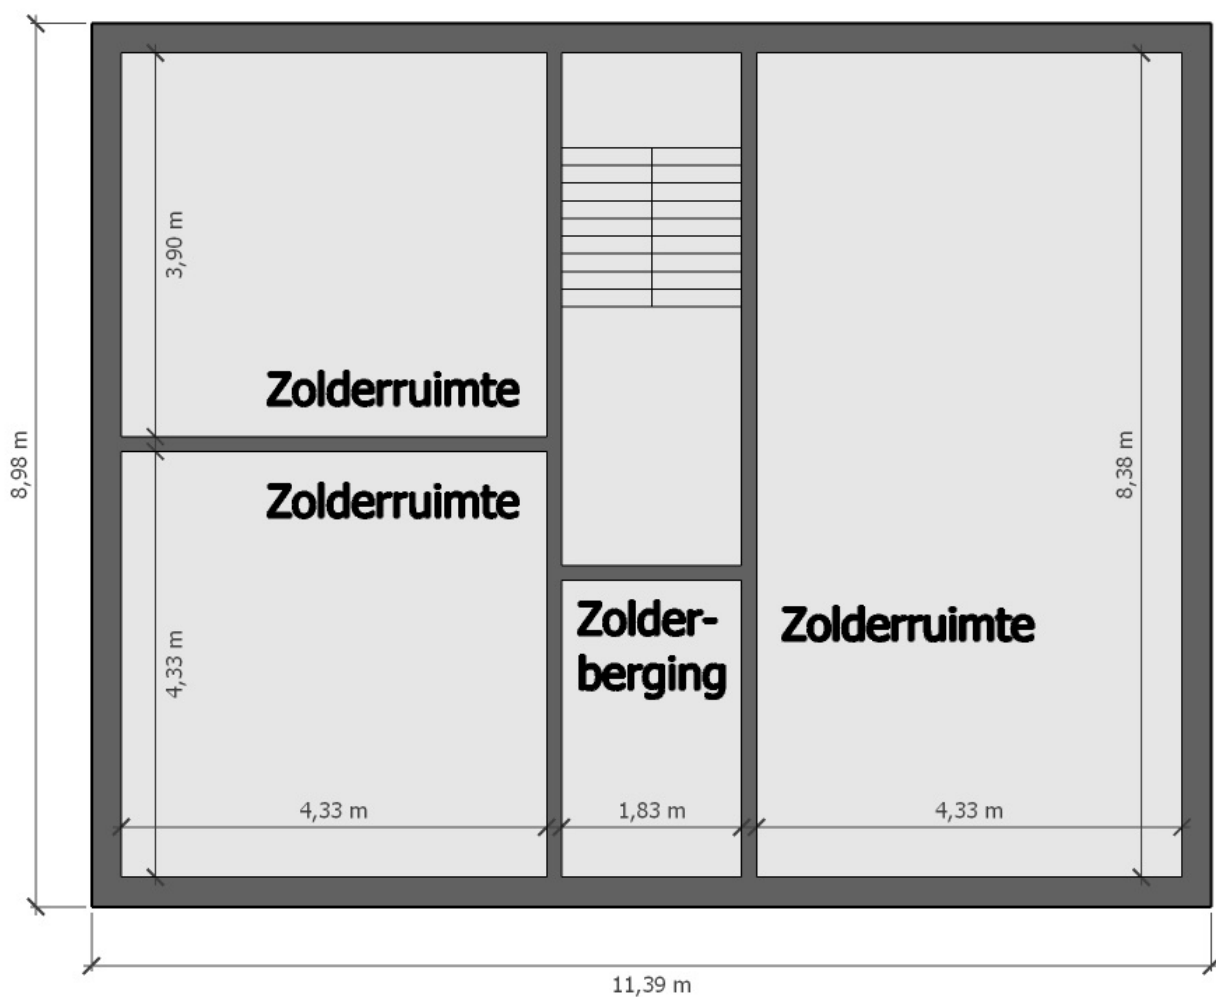 3,90 m
Zolderruimte
8,98 m
8,38 m
Zolderruimte
Zolder-
berging
Zolderruimte
4,33 m
4,33 m
1,83 m
4,33 m
11,39 m